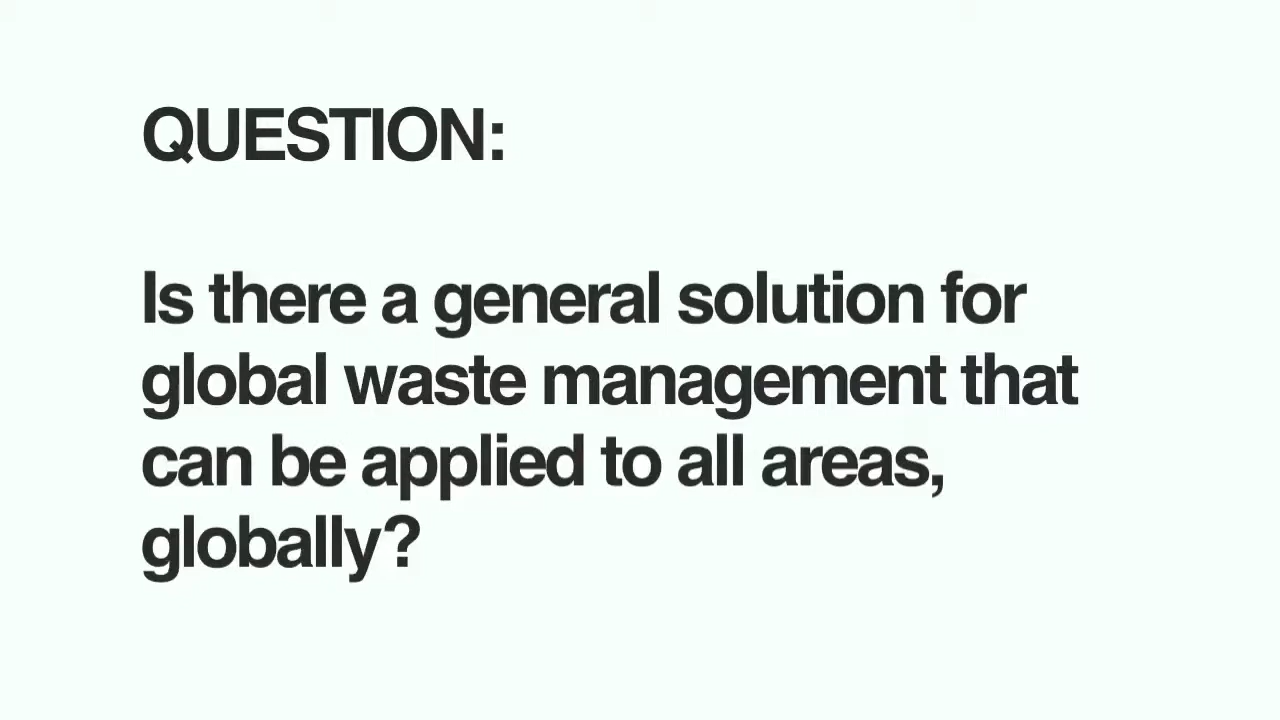 QUESTION:
Is there a general solution for
global waste management that
can be applied to all areas,
globally?